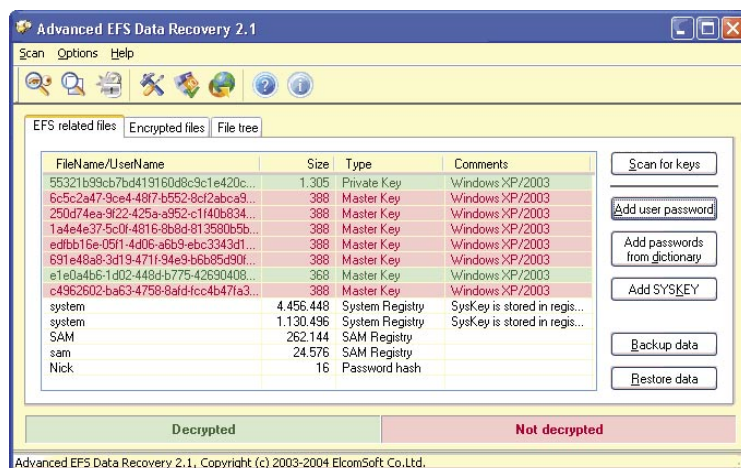 Advanced EFS Data Recovery 2.1
Scan Options Help
EFS related files Encrypted files File tree
FileName/UserName Size Type Comments
55321b99cb7bd419160d8c9c1e420c... 1.305 Private Key Windows XP/2003
6c5c2a47-9ce4-48f7-b552-8cf2abca9... 388 Master Key Windows XP/2003
250d74ea-9f22-425a-a952-c1f40b834... 388 Master Key Windows XP/2003
1a4e4e37-5c0f-4816-8b8d-813580b5b... 388 Master Key Windows XP/2003
edfbb16e-05f1-4d06-a6b9-ebc3343d1... 388 Master Key Windows XP/2003
691e48a8-3d19-471f-94e9-b6b85d90f... 388 Master Key Windows XP/2003
e1e0a4b6-1d02-448d-b775-42690408... 368 Master Key Windows XP/2003
c4962602-ba63-4758-8afd-fcc4b47fa3... 388 Master Key Windows XP/2003
system 4.456.448 System Registry SysKey is stored in regis...
system 1.130.496 System Registry SysKey is stored in regis...
SAM 262.144 SAM Registry
sam 24.576 SAM Registry
Nick 16 Password hash
Scan for keys
Add user password
Add passwords
from dictionary
Add SYSKEY
Backup data
Restore data
Decrypted Not decrypted
Advanced EFS Data Recovery 2.1, Copyright (c) 2003-2004 ElcomSoft Co.Ltd.